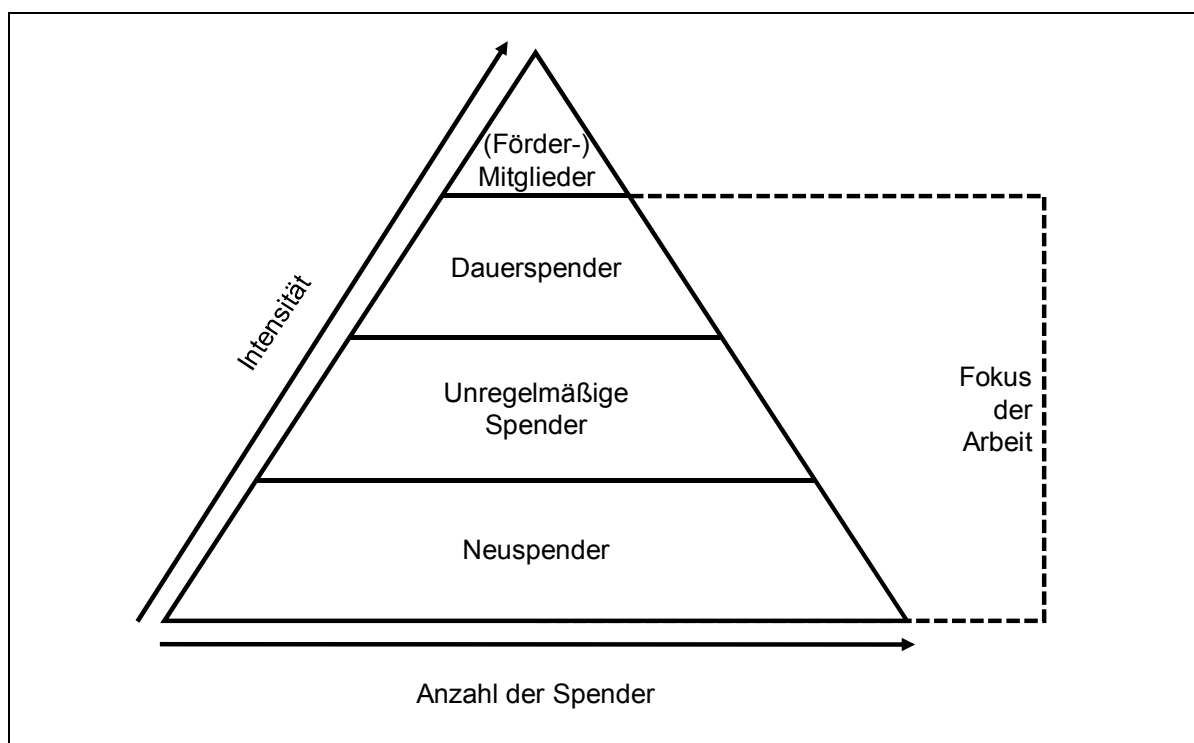 (Förder-)
Mitglieder
Dauerspender
Intensität
Unregelmäßige
Spender
Fokus
der
Arbeit
Neuspender
Anzahl der Spender